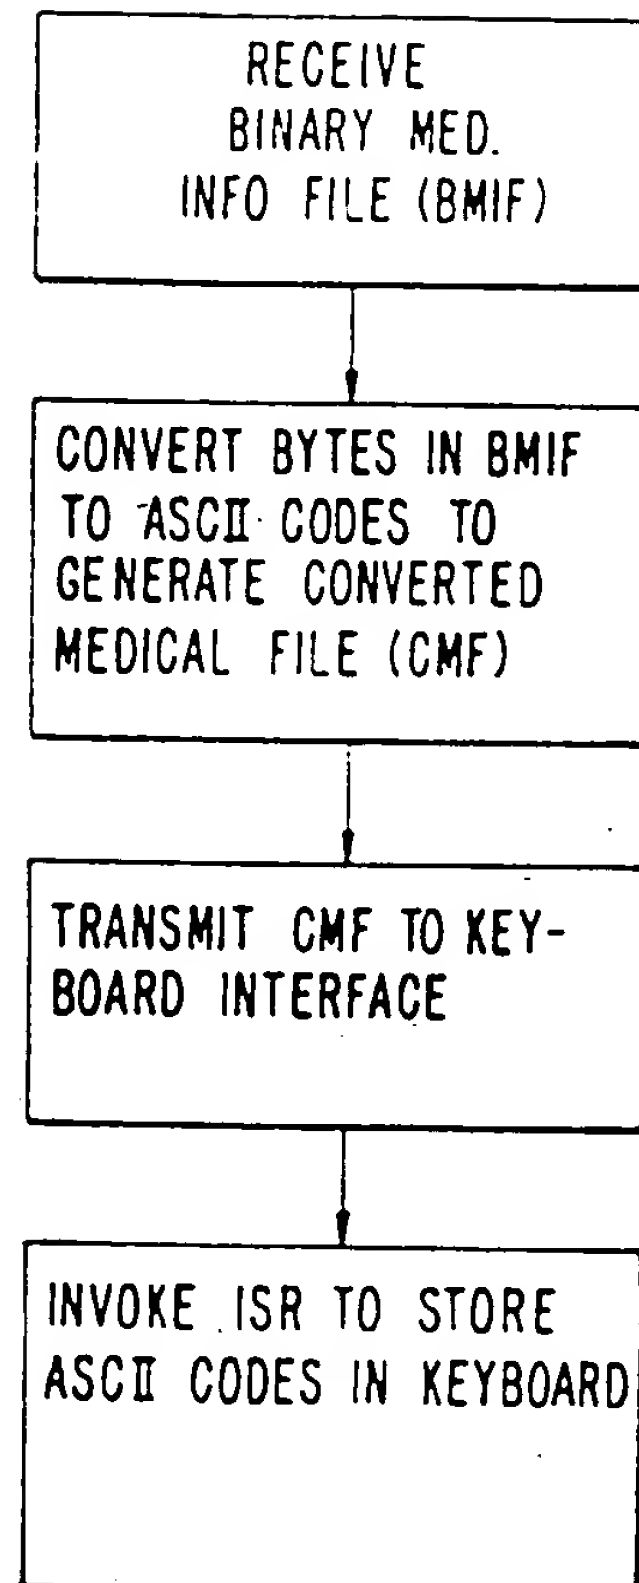 RECEIVE
BINARY MED.
INFO FILE (BMIF)
CONVERT BYTES IN BMIF
TO ASCII CODES TO
GENERATE CONVERTED
MEDICAL FILE (CMF)
TRANSMIT CMF TO KEY-
BOARD INTERFACE
INVOKE ISR TO STORE
ASCII CODES IN KEYBOARD